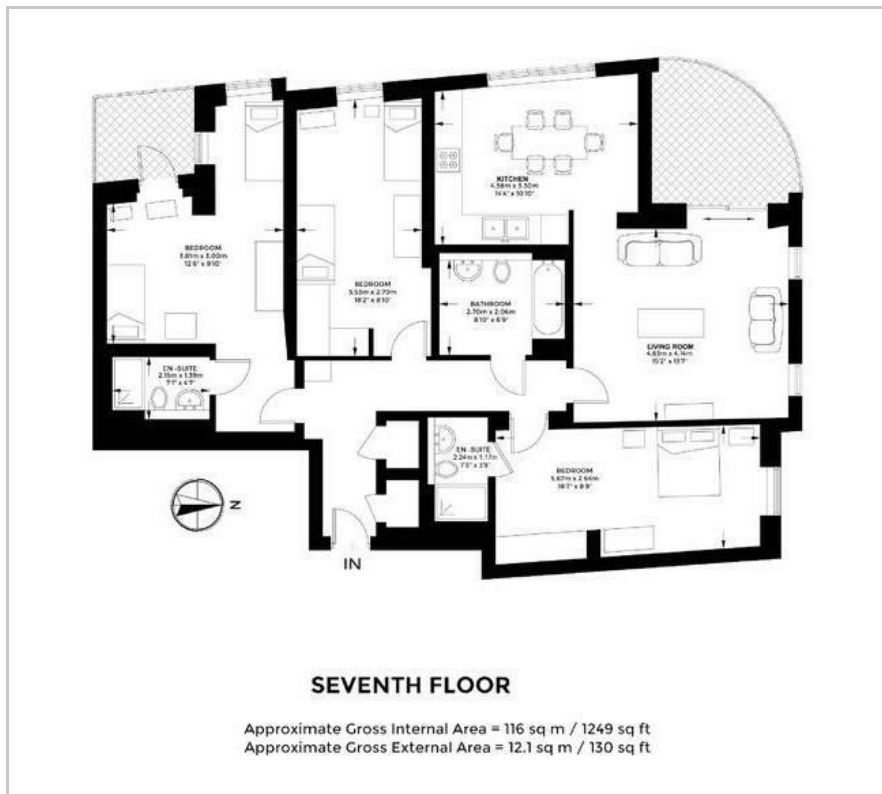 KITCHEN
4.38m x 3.30m
14'4" x 10'10"
BEDROOM
3.81m x 3.00m
12'6" x 9'10"
BEDROOM
5.55m x 2.70m
18'2" x 8'10"
BATHROOM
2.70m x 2.06m
8'10" x 6'9"
LIVING ROOM
4.63m x 4.14m
15'2" x 13'7"
EN -SUITE
2.15m x 1.39m
7'1" x 4'7"
EN -SUITE
2.24m x 1.17m
7'5" x 3'9"
BEDROOM
5.67m x 2.66m
18'7" x 8'9"
N
IN
SEVENTH FLOOR
Approximate Gross Internal Area = 116 sq m / 1249 sq ft
Approximate Gross External Area = 12.1 sq m / 130 sq ft